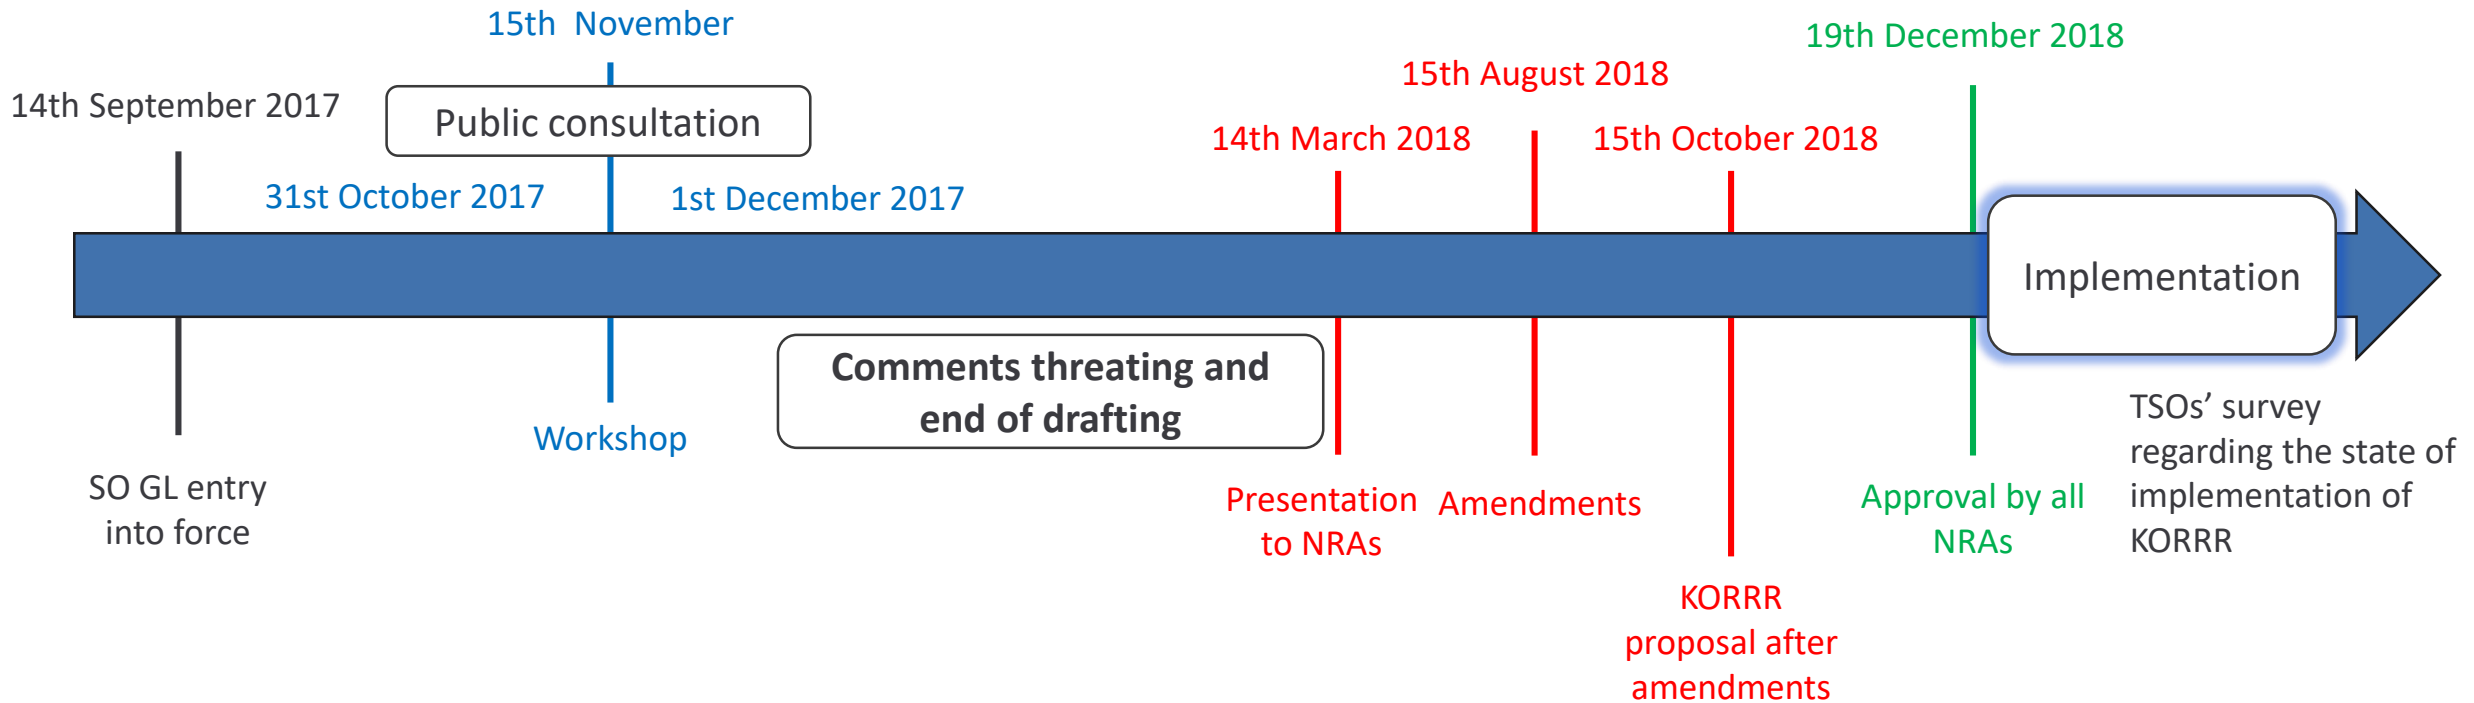 15th November
19th December 2018
15th August 2018
14th September 2017
Public consultation
14th March 2018
15th October 2018
31st October 2017
1st December 2017
Implementation
Comments threating and
end of drafting
Workshop
SO GL entry
into force
Presentation
to NRAs
Amendments
KORRR
proposal after
amendments
Approval by all
NRAs
TSOs’ survey
regarding the state of
implementation of
KORRR